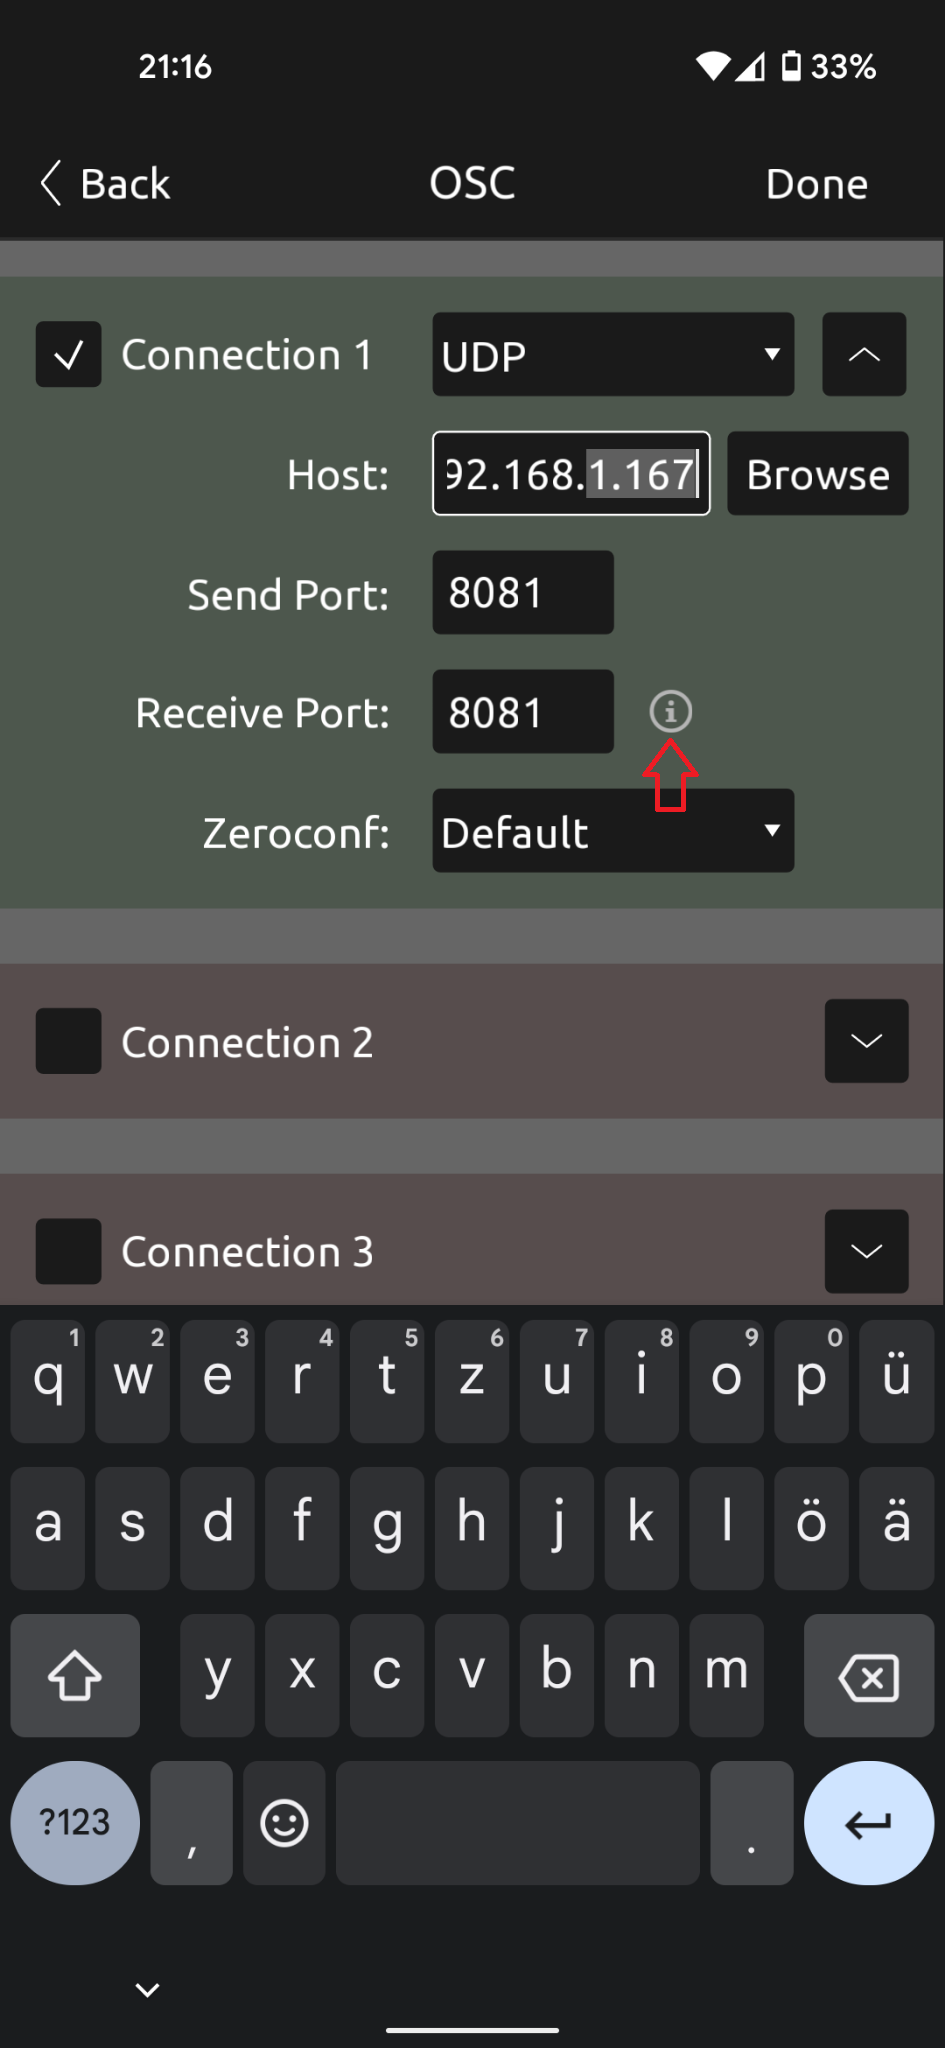 21:16 33%
Back OSC Done
Connection 1 UDP
Host: 92.168.1.167 Browse
Send Port: 8081
Receive Port: 8081
Zeroconf: Default
Connection 2
Connection 3
1 2 3 4 5 6 7 8 9 0
q w e r t z u i o p ü
a s d f g h j k l ö ä
y x c v b n m
?123 , .